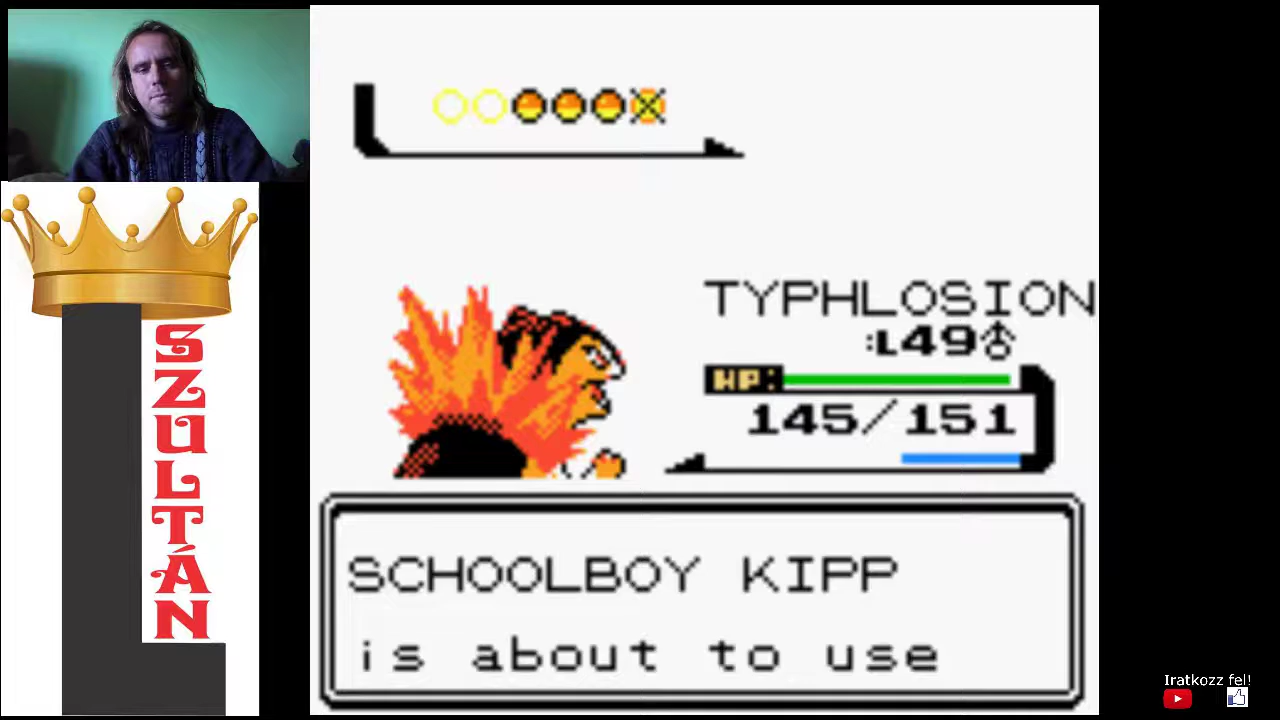 TYPHLOSION
:L49♂
HP:
145/151
SCHOOLBOY KIPP
is about to use
L
SZULTÁN
Iratkozz fel!